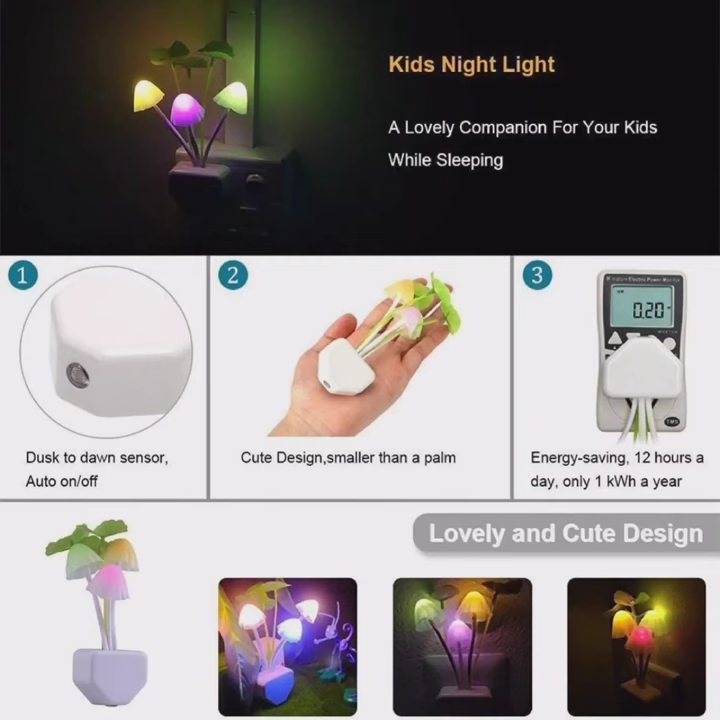 Kids Night Light
A Lovely Companion For Your Kids
While Sleeping
1
2
3
0.20
Dusk to dawn sensor,
Auto on/off
Cute Design,smaller than a palm
Energy-saving, 12 hours a
day, only 1 kWh a year
Lovely and Cute Design